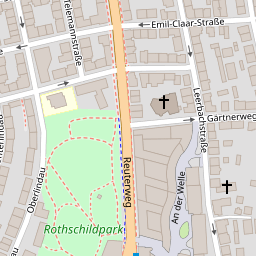 Emil-Claar-Straße
Leerbachstraße
Gärtnerweg
Reuterweg
An der Welle
Oberlindau
Rothschildpark